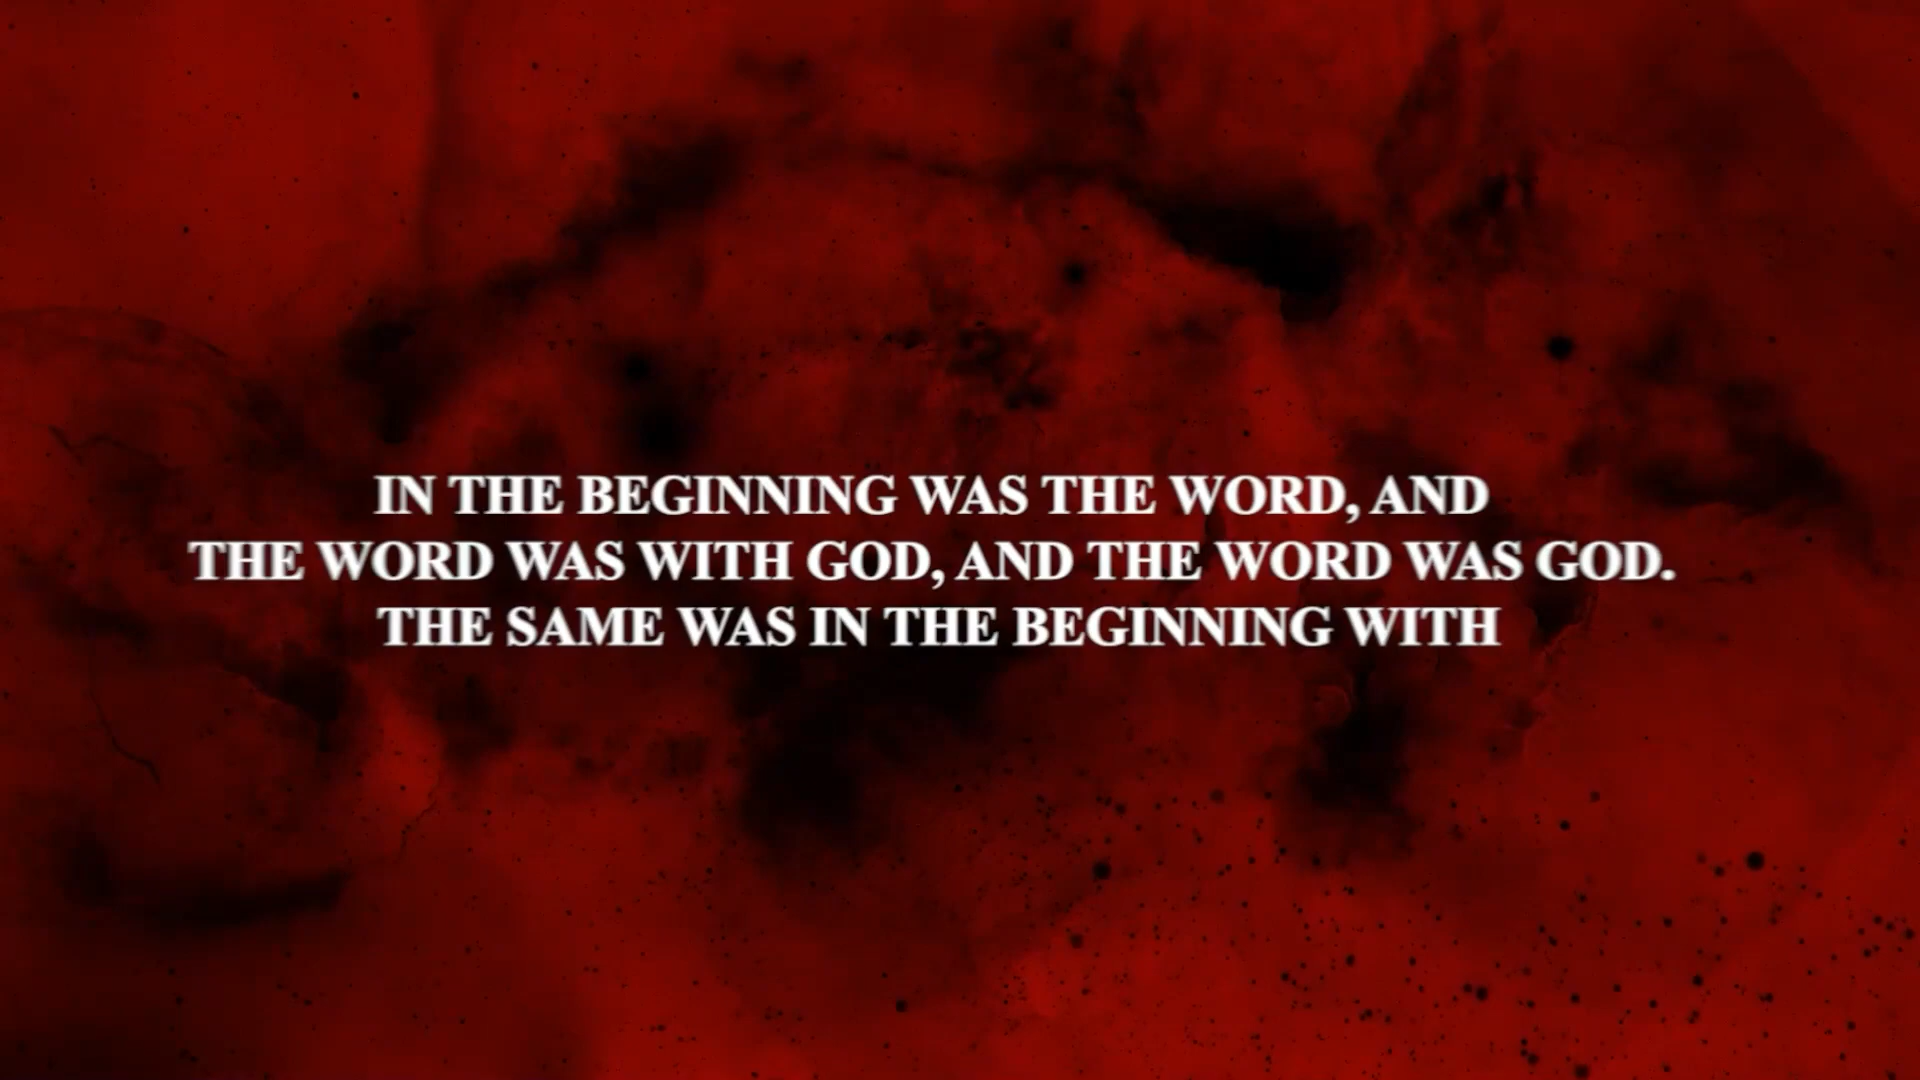 IN THE BEGINNING WAS THE WORD, AND
THE WORD WAS WITH GOD, AND THE WORD WAS GOD.
THE SAME WAS IN THE BEGINNING WITH